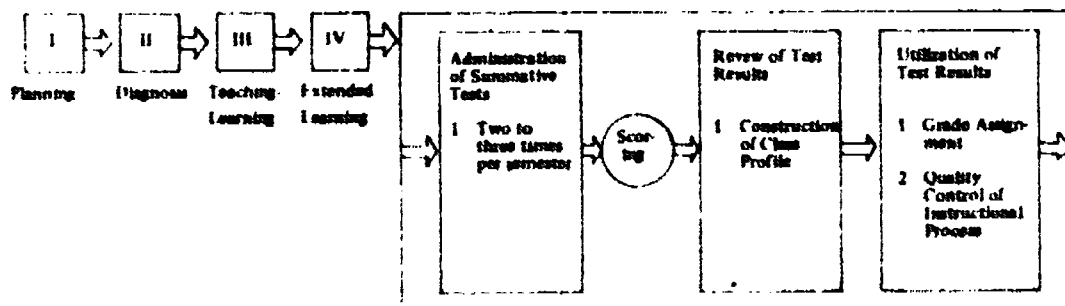 I
II
III
IV
Planning
Diagnosis
Teaching-
Learning
Extended
Learning
Administration
of Summative
Tests
1 Two to
three times
per semester
Scor-
ing
Review of Test
Results
1 Construction
of Class
Profile
Utilization of
Test Results
1 Grade Assign-
ment
2 Quality
Control of
Instructional
Process